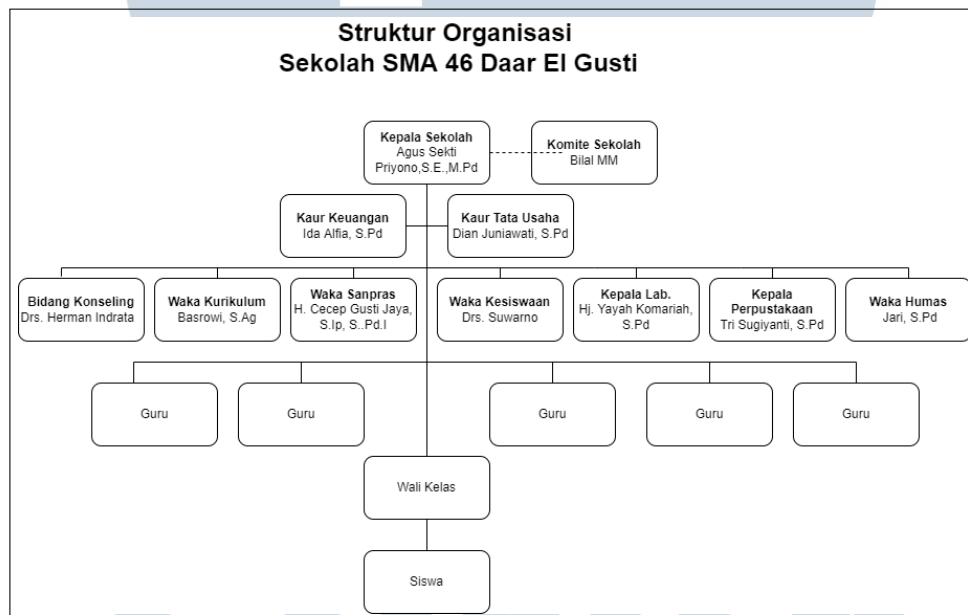 Struktur Organisasi
Sekolah SMA 46 Daar El Gusti
Kepala Sekolah
Agus Sekti
Priyono,S.E.,M.Pd
Komite Sekolah
Bilal MM
Kaur Keuangan
Ida Alfia, S.Pd
Kaur Tata Usaha
Dian Juniawati, S.Pd
Bidang Konseling
Drs. Herman Indrata
Waka Kurikulum
Basrowi, S.Ag
Waka Sanpras
H. Cecep Gusti Jaya,
S.Ip, S..Pd.I
Waka Kesiswaan
Drs. Suwarno
Kepala Lab.
Hj. Yayah Komariah,
S.Pd
Kepala
Perpustakaan
Tri Sugiyanti, S.Pd
Waka Humas
Jari, S.Pd
Guru
Guru
Guru
Guru
Guru
Wali Kelas
Siswa